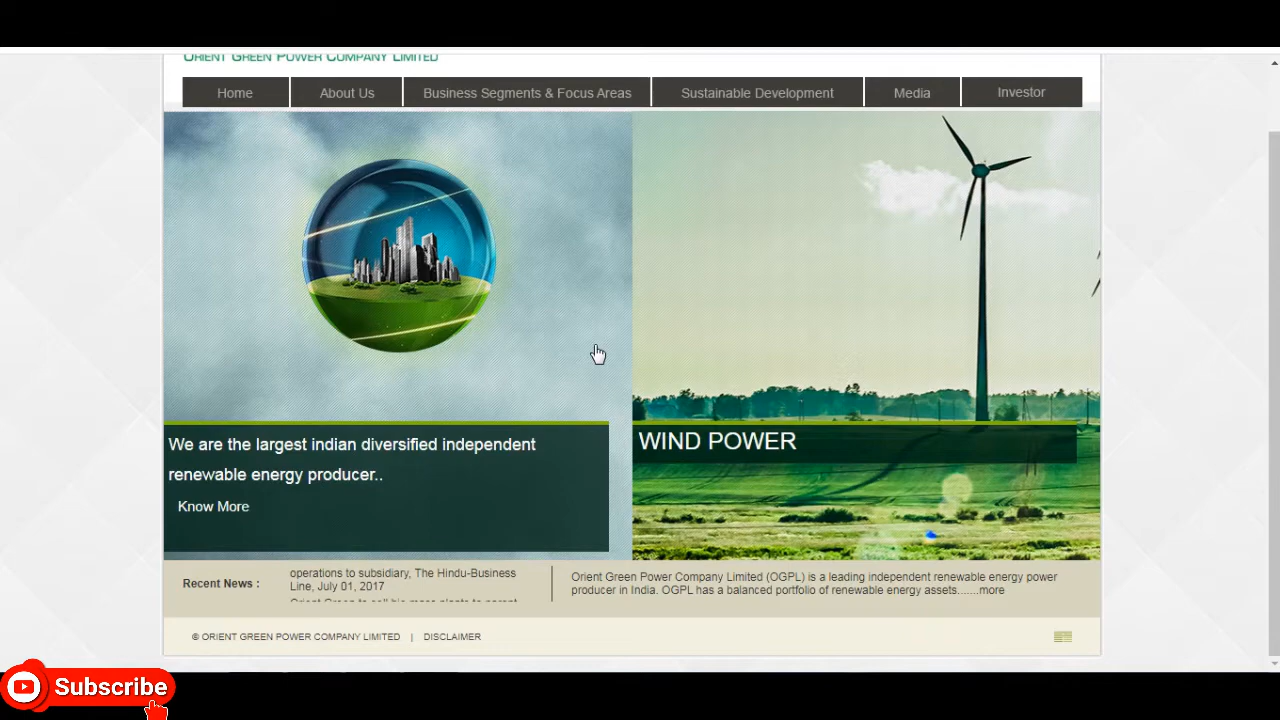 ORIENT GREEN POWER COMPANY LIMITED
Home
About Us
Business Segments & Focus Areas
Sustainable Development
Media
Investor
We are the largest indian diversified independent
renewable energy producer..
Know More
WIND POWER
Recent News :
operations to subsidiary, The Hindu-Business
Line, July 01, 2017
Orient Green Power Company Limited (OGPL) is a leading independent renewable energy power
producer in India. OGPL has a balanced portfolio of renewable energy assets.......more
© ORIENT GREEN POWER COMPANY LIMITED | DISCLAIMER
Subscribe